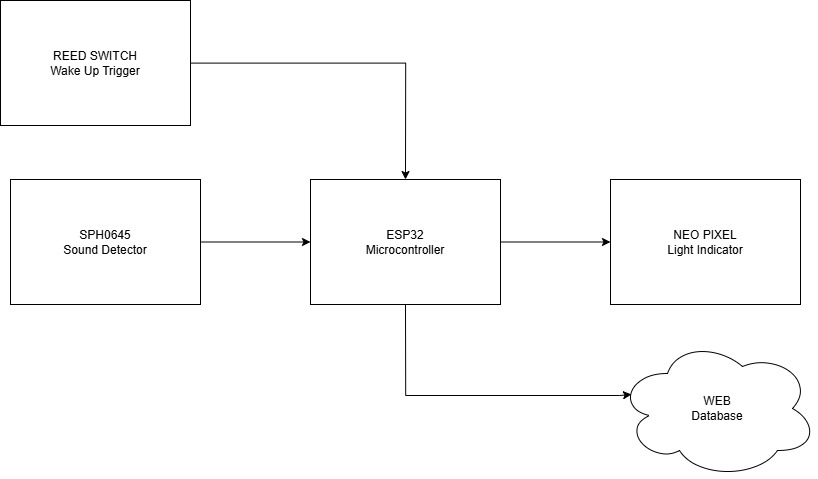 REED SWITCH
Wake Up Trigger
SPH0645
Sound Detector
ESP32
Microcontroller
NEO PIXEL
Light Indicator
WEB
Database